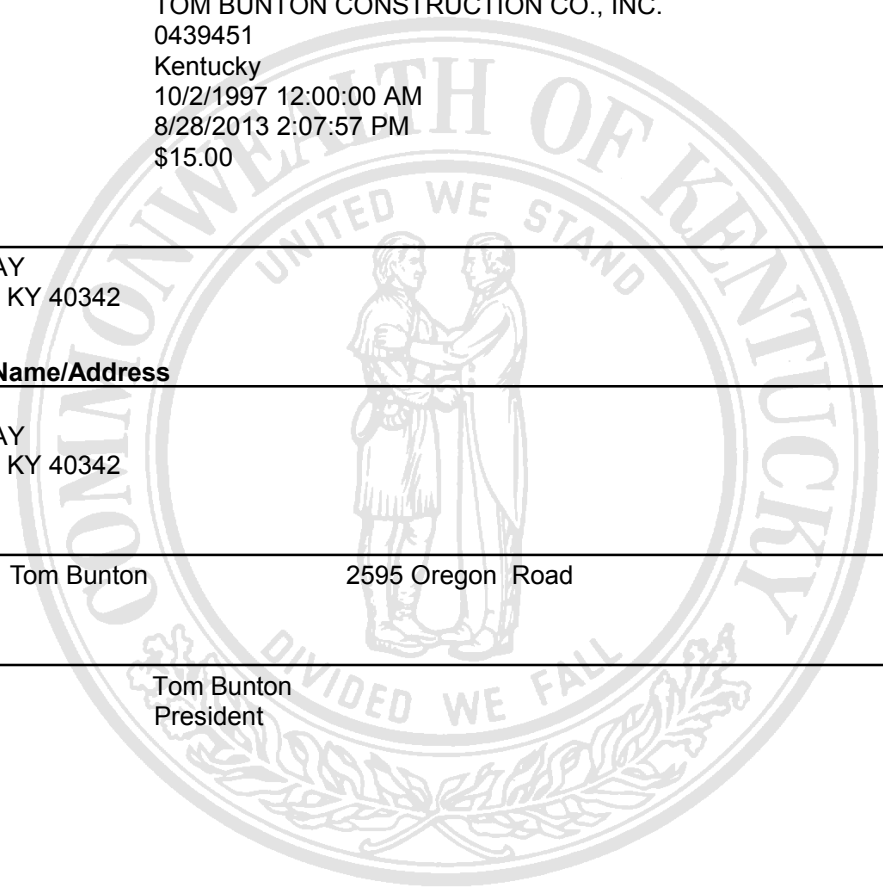 TOM BUNTON CONSTRUCTION CO., INC.
0439451
Kentucky
10/2/1997 12:00:00 AM
8/28/2013 2:07:57 PM
$15.00
COMMONWEALTH OF KENTUCKY
UNITED WE STAND
AY
KY 40342
Name/Address
AY
KY 40342
Tom Bunton 2595 Oregon Road
DIVIDED WE FALL
Tom Bunton
President